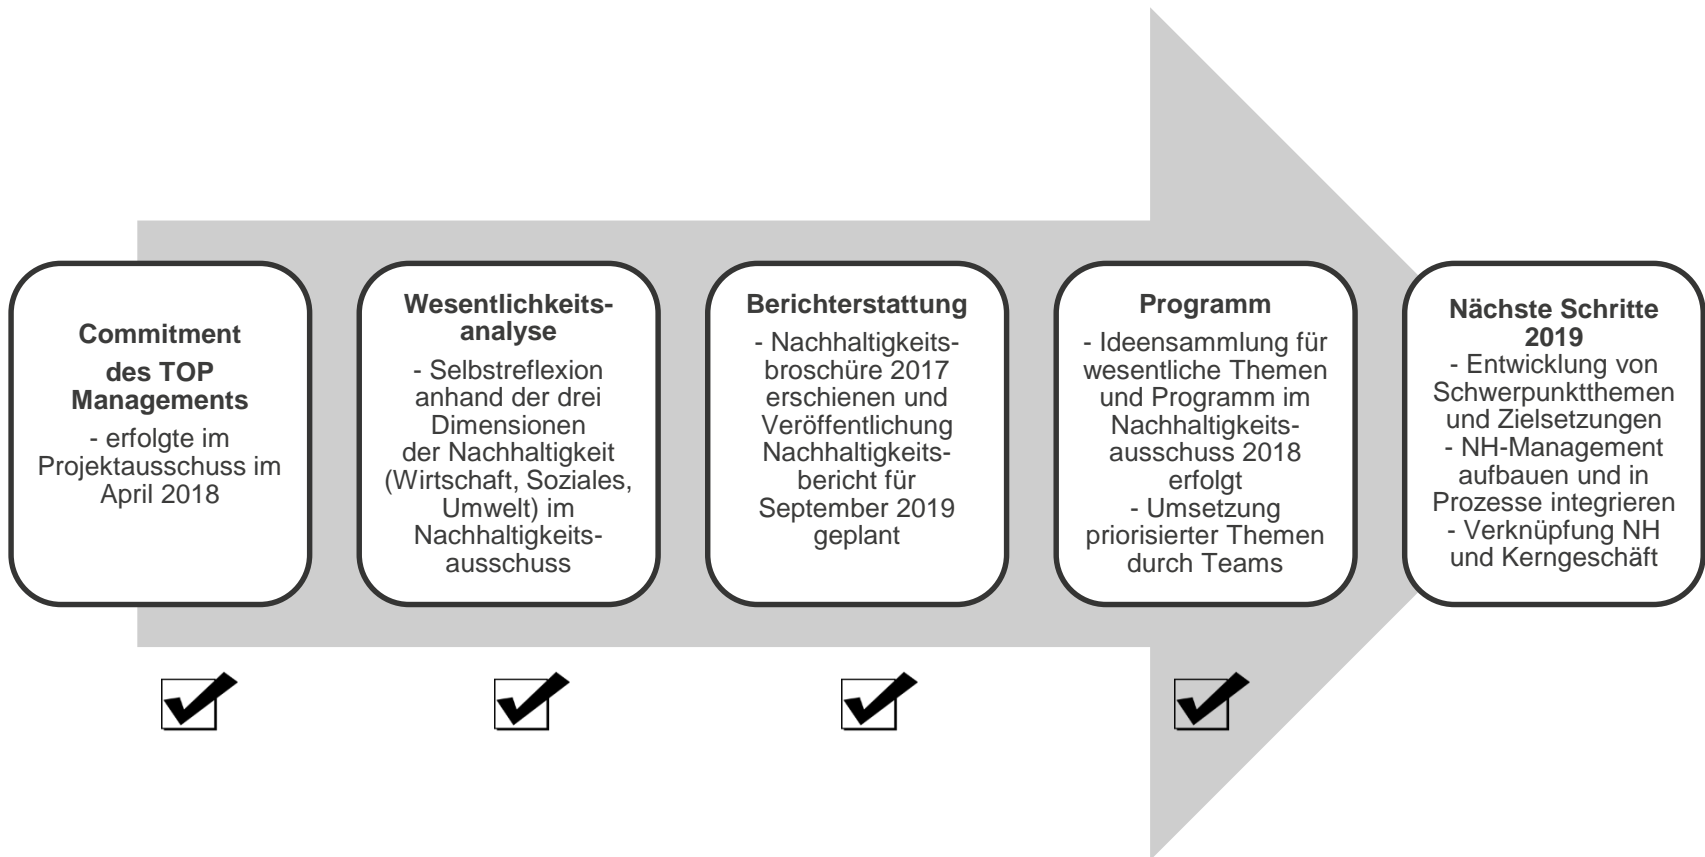 Commitment
des TOP
Managements
- erfolgte im
Projektausschuss im
April 2018
Wesentlichkeits-
analyse
- Selbstreflexion
anhand der drei
Dimensionen
der Nachhaltigkeit
(Wirtschaft, Soziales,
Umwelt) im
Nachhaltigkeits-
ausschuss
Berichterstattung
- Nachhaltigkeits-
broschüre 2017
erschienen und
Veröffentlichung
Nachhaltigkeits-
bericht für
September 2019
geplant
Programm
- Ideensammlung für
wesentliche Themen
und Programm im
Nachhaltigkeits-
ausschuss 2018
erfolgt
- Umsetzung
priorisierter Themen
durch Teams
Nächste Schritte
2019
- Entwicklung von
Schwerpunktthemen
und Zielsetzungen
- NH-Management
aufbauen und in
Prozesse integrieren
- Verknüpfung NH
und Kerngeschäft